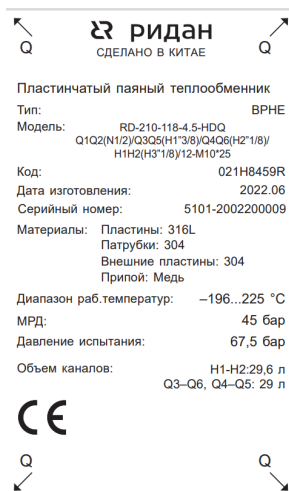 Q ридан Q
СДЕЛАНО В КИТАЕ
Пластинчатый паяный теплообменник
Тип: BPHE
Модель: RD-210-118-4.5-HDQ
Q1Q2(N1/2)/Q3Q5(H1"3/8)/Q4Q6(H2"1/8)/
H1H2(H3"1/8)/12-M10*25
Код: 021H8459R
Дата изготовления: 2022.06
Серийный номер: 5101-2002200009
Материалы: Пластины: 316L
Патрубки: 304
Внешние пластины: 304
Припой: Медь
Диапазон раб.температур: –196...225 °C
МРД: 45 бар
Давление испытания: 67,5 бар
Объем каналов: H1-H2:29,6 л
Q3–Q6, Q4–Q5: 29 л
CE
Q Q